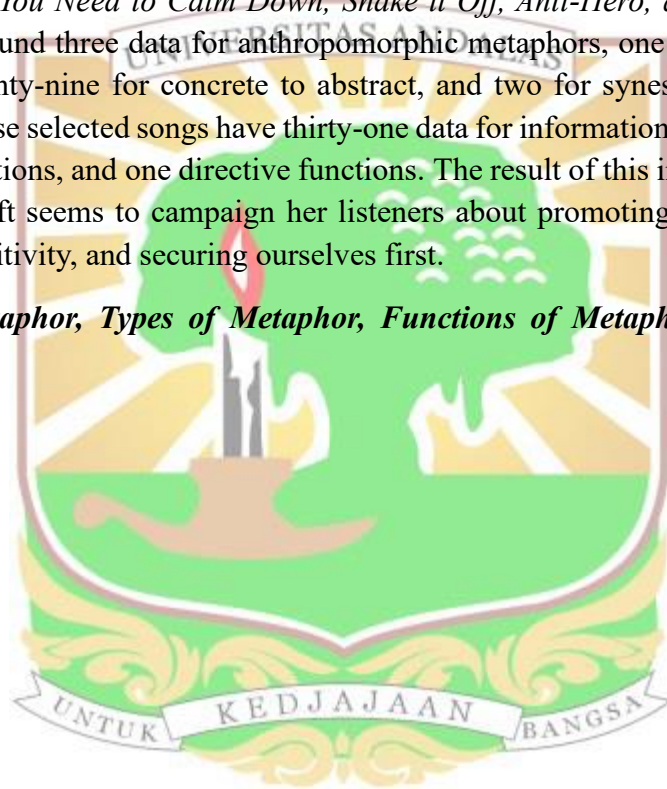 You Need to Calm Down, Shake it Off, Anti-Hero,
und three data for anthropomorphic metaphors, one
UNIVERSITAS ANDALAS
nty-nine for concrete to abstract, and two for synes
se selected songs have thirty-one data for information
tions, and one directive functions. The result of this i
ft seems to campaign her listeners about promoting
itivity, and securing ourselves first.
aphor, Types of Metaphor, Functions of Metaph
UNTUK KEDJAJAAN BANGSA